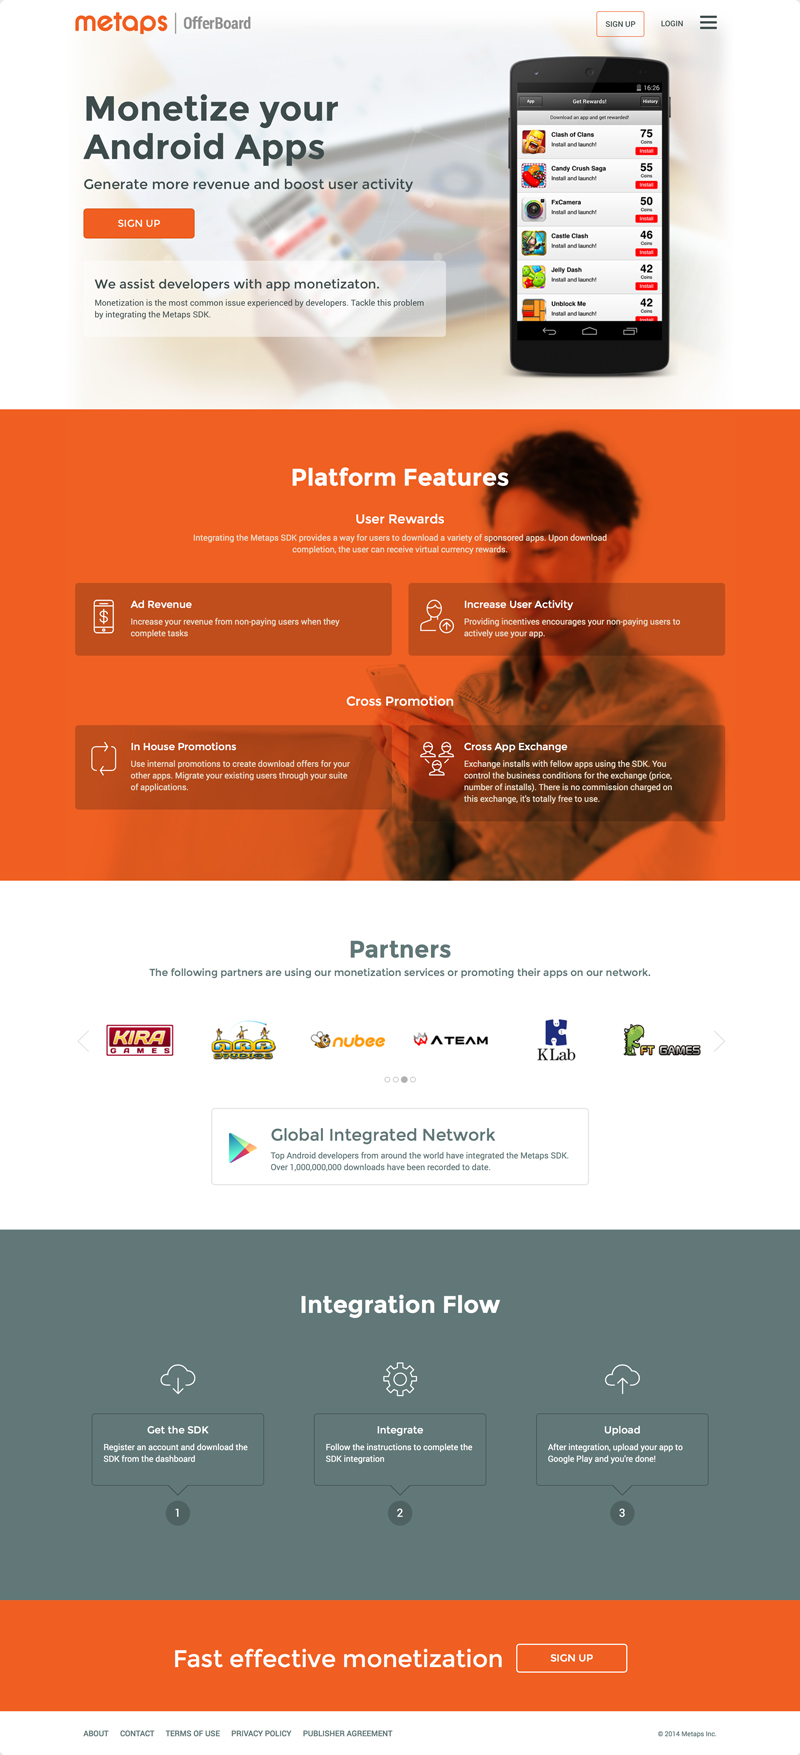 metaps | OfferBoard
SIGN UP
LOGIN
Monetize your
Android Apps
Generate more revenue and boost user activity
SIGN UP
We assist developers with app monetizaton.
Monetization is the most common issue experienced by developers. Tackle this problem
by integrating the Metaps SDK.
16:26
App
Get Rewards!
History
Download an app and get rewarded!
Clash of Clans
Install and launch!
75
Coins
Install
Candy Crush Saga
Install and launch!
55
Coins
Install
FxCamera
Install and launch!
50
Coins
Install
Castle Clash
Install and launch!
46
Coins
Install
Jelly Dash
Install and launch!
42
Coins
Install
Unblock Me
Install and launch!
42
Coins
Install
Platform Features
User Rewards
Integrating the Metaps SDK provides a way for users to download a variety of sponsored apps. Upon download
completion, the user can receive virtual currency rewards.
Ad Revenue
Increase your revenue from non-paying users when they
complete tasks
Increase User Activity
Providing incentives encourages your non-paying users to
actively use your app.
Cross Promotion
In House Promotions
Use internal promotions to create download offers for your
other apps. Migrate your existing users through your suite
of applications.
Cross App Exchange
Exchange installs with fellow apps using the SDK. You
control the business conditions for the exchange (price,
number of installs). There is no commission charged on
this exchange, it's totally free to use.
Partners
The following partners are using our monetization services or promoting their apps on our network.
KIRA
GAMES
STUDIOS
nubee
ATEAM
KLab
FT GAMES
Global Integrated Network
Top Android developers from around the world have integrated the Metaps SDK.
Over 1,000,000,000 downloads have been recorded to date.
Integration Flow
Get the SDK
Register an account and download the
SDK from the dashboard
1
Integrate
Follow the instructions to complete the
SDK integration
2
Upload
After integration, upload your app to
Google Play and you're done!
3
Fast effective monetization
SIGN UP
ABOUT
CONTACT
TERMS OF USE
PRIVACY POLICY
PUBLISHER AGREEMENT
© 2014 Metaps Inc.